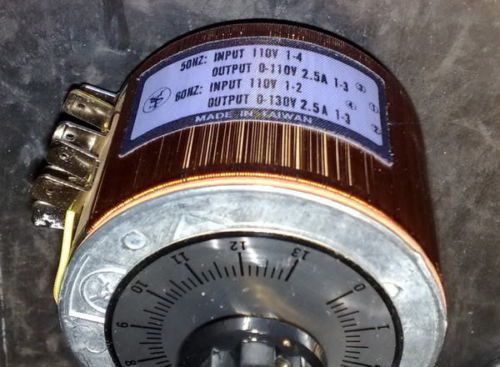 50HZ: INPUT 110V 1-4
OUTPUT 0-110V 2.5A 1-3
60HZ: INPUT 110V 1-2
OUTPUT 0-130V 2.5A 1-3
MADE IN TAIWAN
9 10 11 12 13 0 1